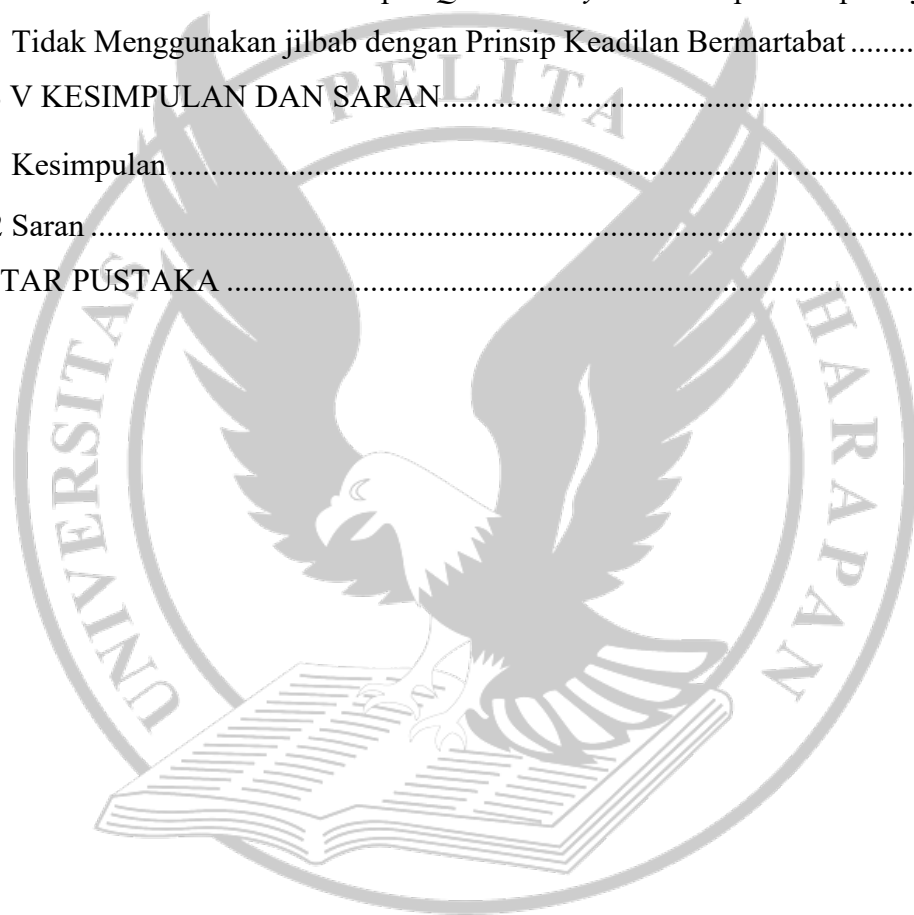 Tidak Menggunakan jilbab dengan Prinsip Keadilan Bermartabat ........
V KESIMPULAN DAN SARAN................................................................
Kesimpulan ....................................................................................................
Saran ................................................................................................................
TAR PUSTAKA ................................................................................................
UNIVERSITAS PELITA HARAPAN